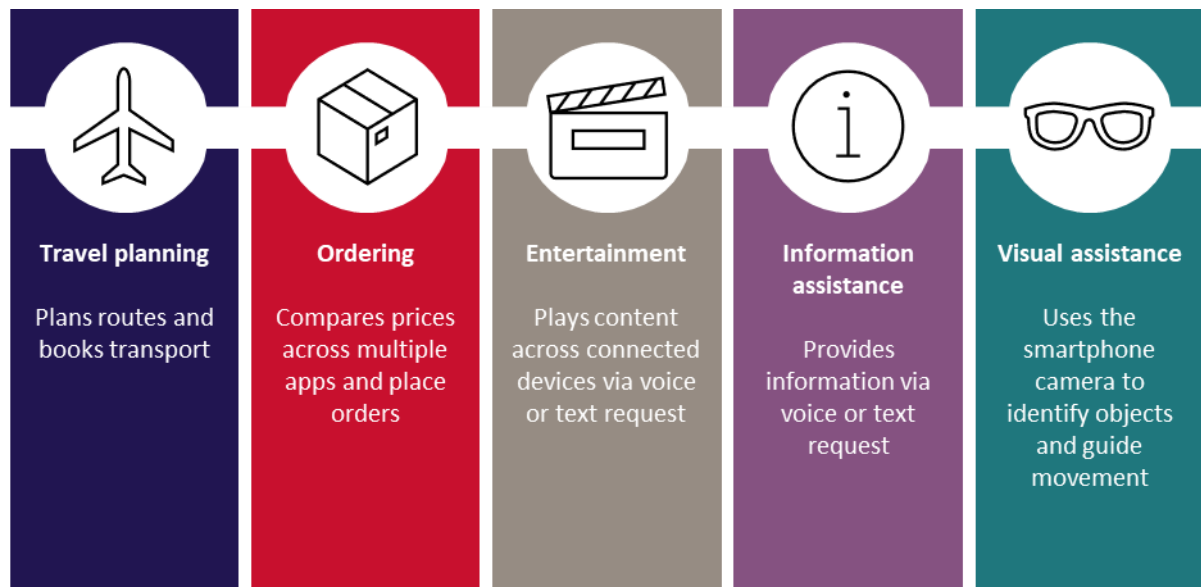 Travel planning
Plans routes and
books transport
Ordering
Compares prices
across multiple
apps and place
orders
Entertainment
Plays content
across connected
devices via voice
or text request
i
Information
assistance
Provides
information via
voice or text
request
Visual assistance
Uses the
smartphone
camera to
identify objects
and guide
movement